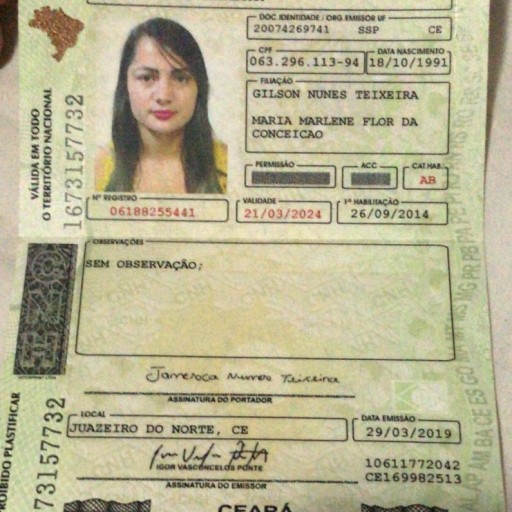 DOC. IDENTIDADE / ORG EMISSOR UF
20074269741 SSP CE
CPF DATA NASCIMENTO
063.296.113-94 18/10/1991
FILIAÇÃO
GILSON NUNES TEIXEIRA
MARIA MARLENE FLOR DA
CONCEICAO
PERMISSÃO ACC CAT. HAB.
AB
Nº REGISTRO VALIDADE 1ª HABILITAÇÃO
06188255441 21/03/2024 26/09/2014
VÁLIDA EM TODO
O TERRITÓRIO NACIONAL
1673157732
OBSERVAÇÕES
SEM OBSERVAÇÃO;
Nunes Teixeira
ASSINATURA DO PORTADOR
LOCAL DATA EMISSÃO
JUAZEIRO DO NORTE, CE 29/03/2019
IGOR VASCONCELOS PONTE
ASSINATURA DO EMISSOR
10611772042
CE169982513
PROIBIDO PLASTIFICAR
73157732
CEARÁ